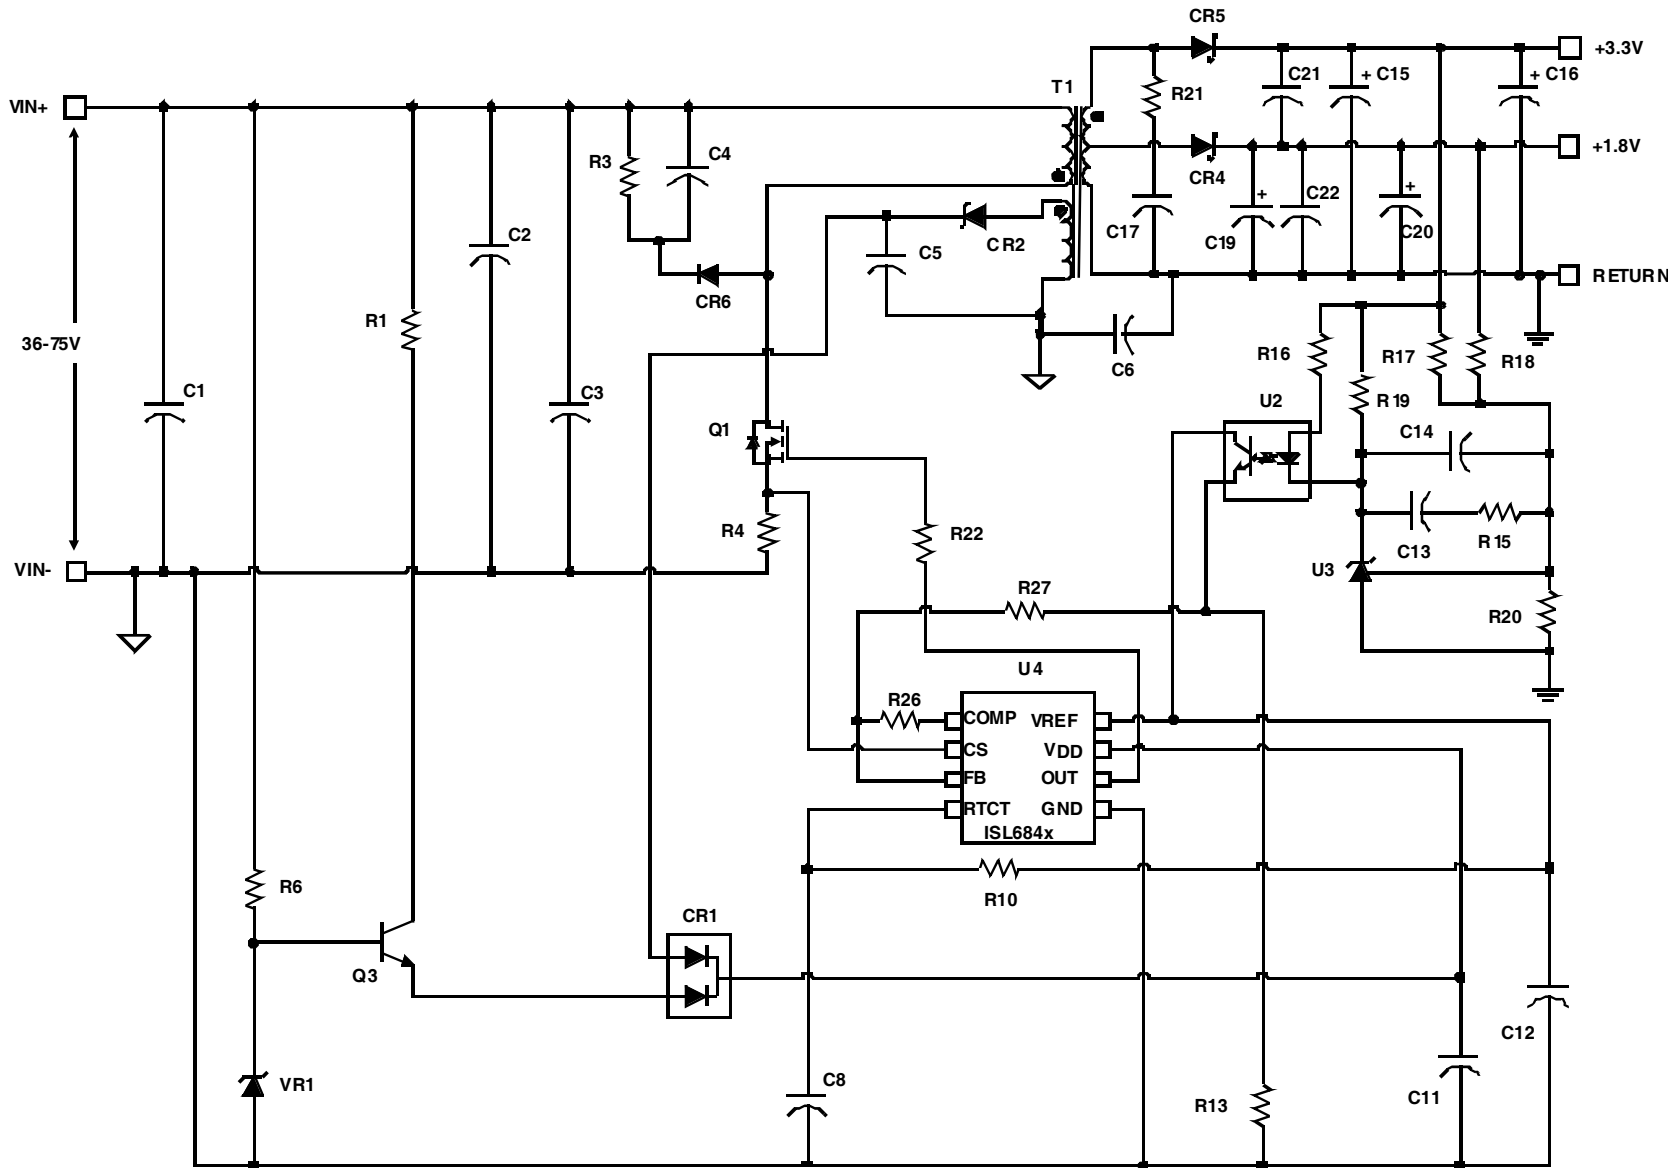 CR5
+3.3V
T1
C21
+ C15
+ C16
R21
VIN+
+1.8V
R3
C4
CR4
C17
+
C19
C22
+
C20
C2
C5
CR2
RETURN
CR6
R1
36-75V
R16
R17
R18
C6
C1
C3
U2
R19
Q1
C14
R4
R22
C13
R15
VIN-
U3
R27
R20
U4
R26
COMP
VREF
CS
VDD
FB
OUT
RTCT
GND
ISL684x
R6
R10
CR1
Q3
C12
VR1
C8
C11
R13